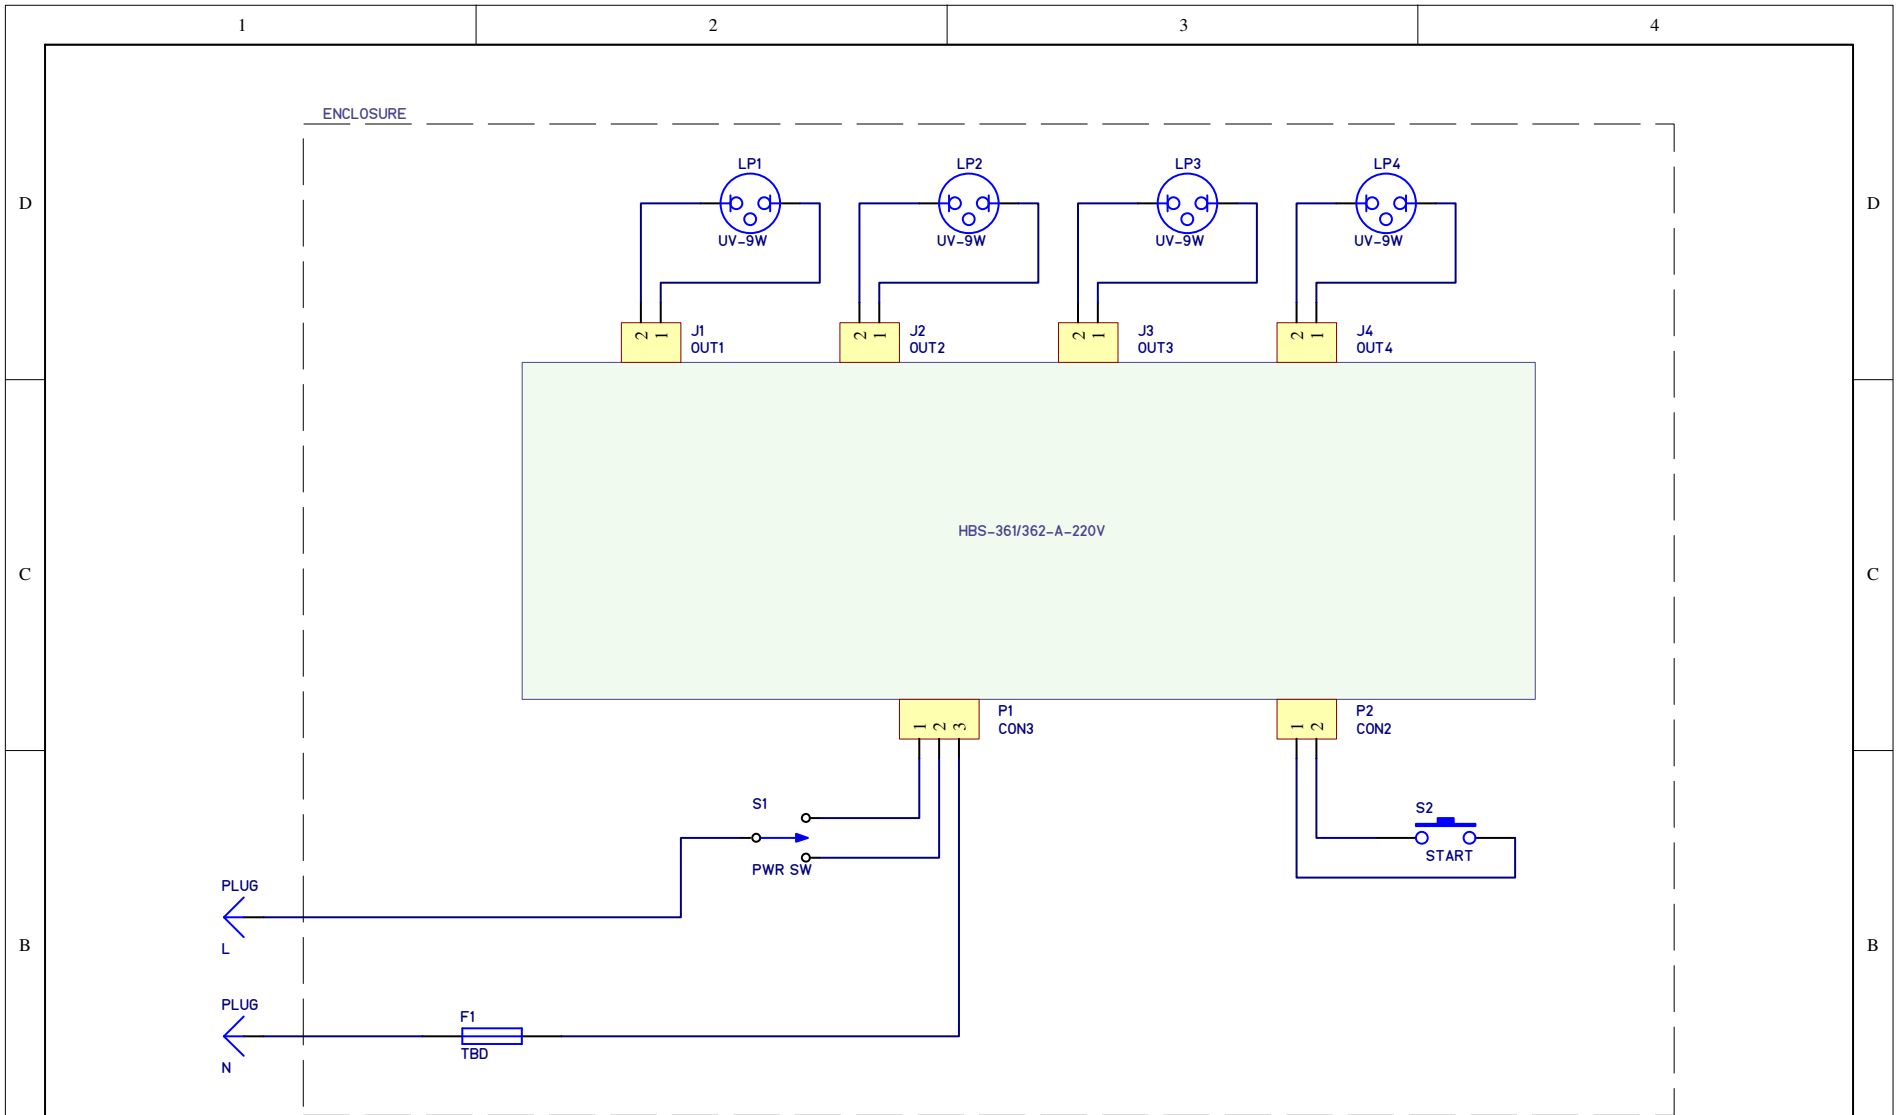 1 2 3 4
ENCLOSURE
LP1 LP2 LP3 LP4
D D
UV-9W UV-9W UV-9W UV-9W
2 1 J1 2 1 J2 2 1 J3 2 1 J4
OUT1 OUT2 OUT3 OUT4
HBS-361/362-A-220V
C C
1 2 3 P1 1 2 P2
CON3 CON2
S1 S2
PWR SW START
PLUG
L
B B
PLUG
F1
TBD
N